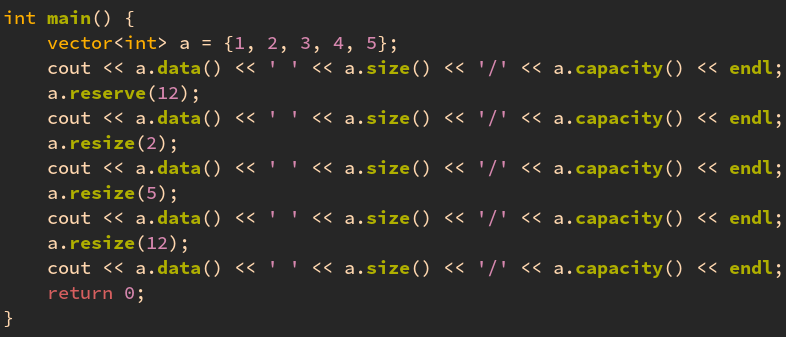 int main() {
    vector<int> a = {1, 2, 3, 4, 5};
    cout << a.data() << ' ' << a.size() << '/' << a.capacity() << endl;
    a.reserve(12);
    cout << a.data() << ' ' << a.size() << '/' << a.capacity() << endl;
    a.resize(2);
    cout << a.data() << ' ' << a.size() << '/' << a.capacity() << endl;
    a.resize(5);
    cout << a.data() << ' ' << a.size() << '/' << a.capacity() << endl;
    a.resize(12);
    cout << a.data() << ' ' << a.size() << '/' << a.capacity() << endl;
    return 0;
}